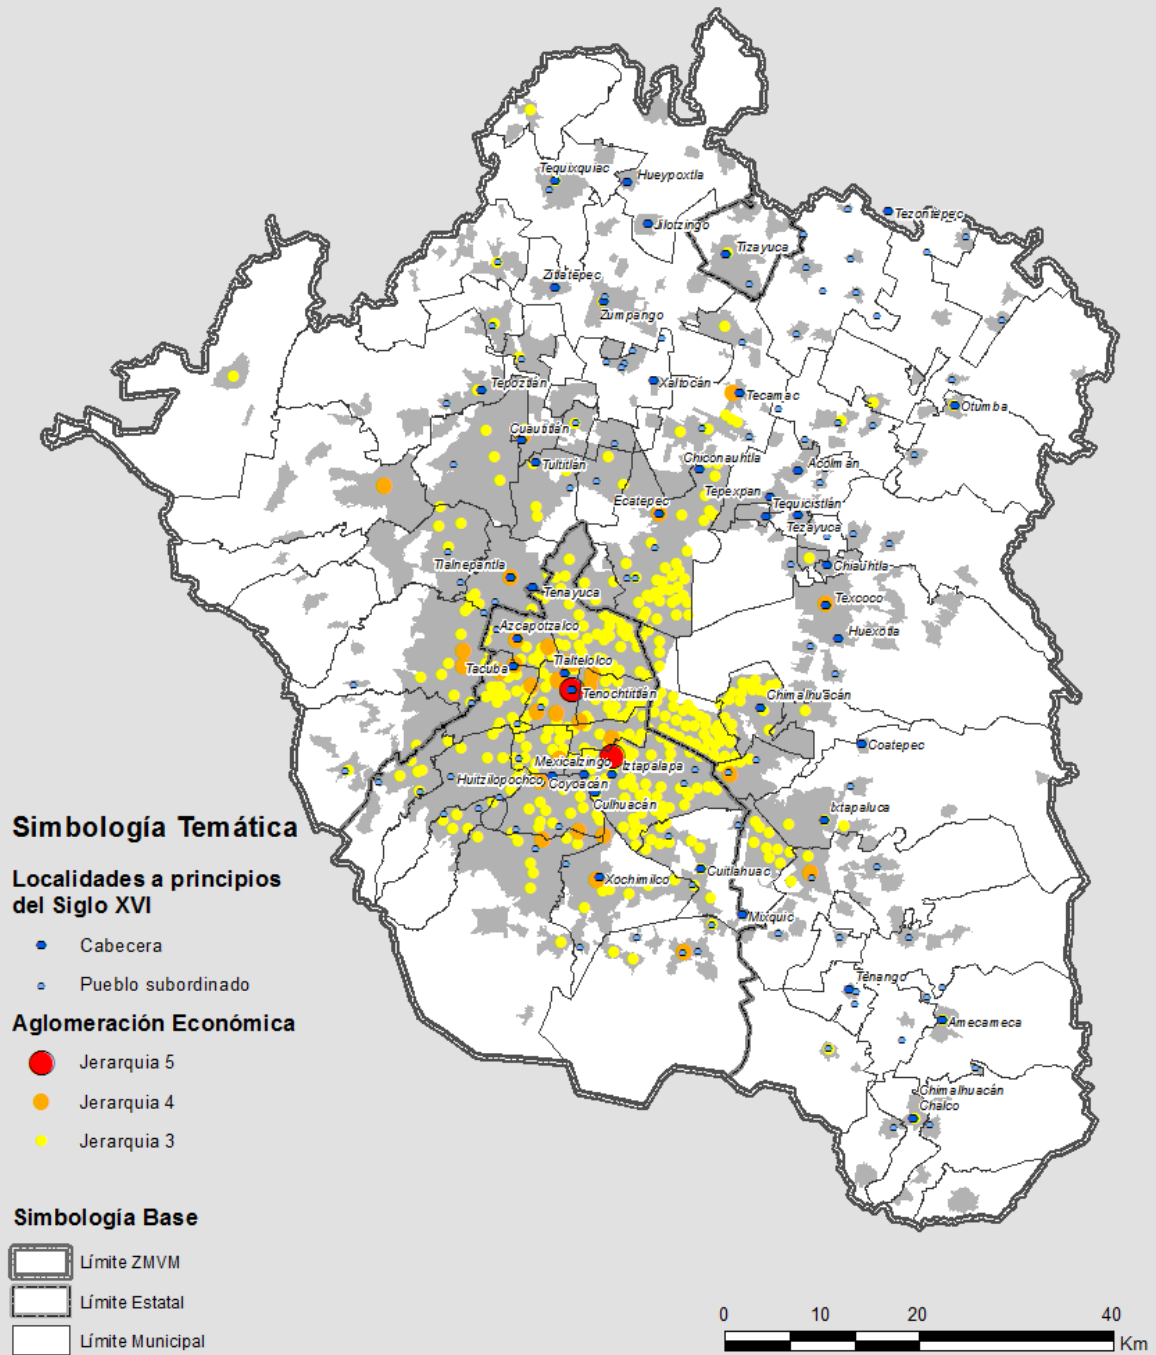 Tequixquiac
Hueypoxtla
Tezontepec
Jilotzingo
Tizayuca
Zitlatepec
Zumpango
Xaltocán
Tepoztlán
Tecamac
Otumba
Cuautitlán
Chiconauhtla
Tultitlán
Acolman
Tepexpan
Ecatepec
Tequicistlán
Tezayuca
Tlalnepantla
Chiauhtla
Tenayuca
Texcoco
Azcapotzalco
Huexotla
Tlaltelolco
Tacuba
Tenochtitlán
Chimalhuacán
Coatepec
Mexicalzingo
Iztapalapa
Huitzilopochco
Coyoacán
Culhuacán
Ixtapaluca
Cuitlahuac
Xochimilco
Mixquic
Tenango
Amecameca
Chimalhuacán
Chalco
Simbología Temática
Localidades a principios
del Siglo XVI
Cabecera
Pueblo subordinado
Aglomeración Económica
Jerarquia 5
Jerarquia 4
Jerarquia 3
Simbología Base
Límite ZMVM
Límite Estatal
Límite Municipal
0 10 20 40
Km